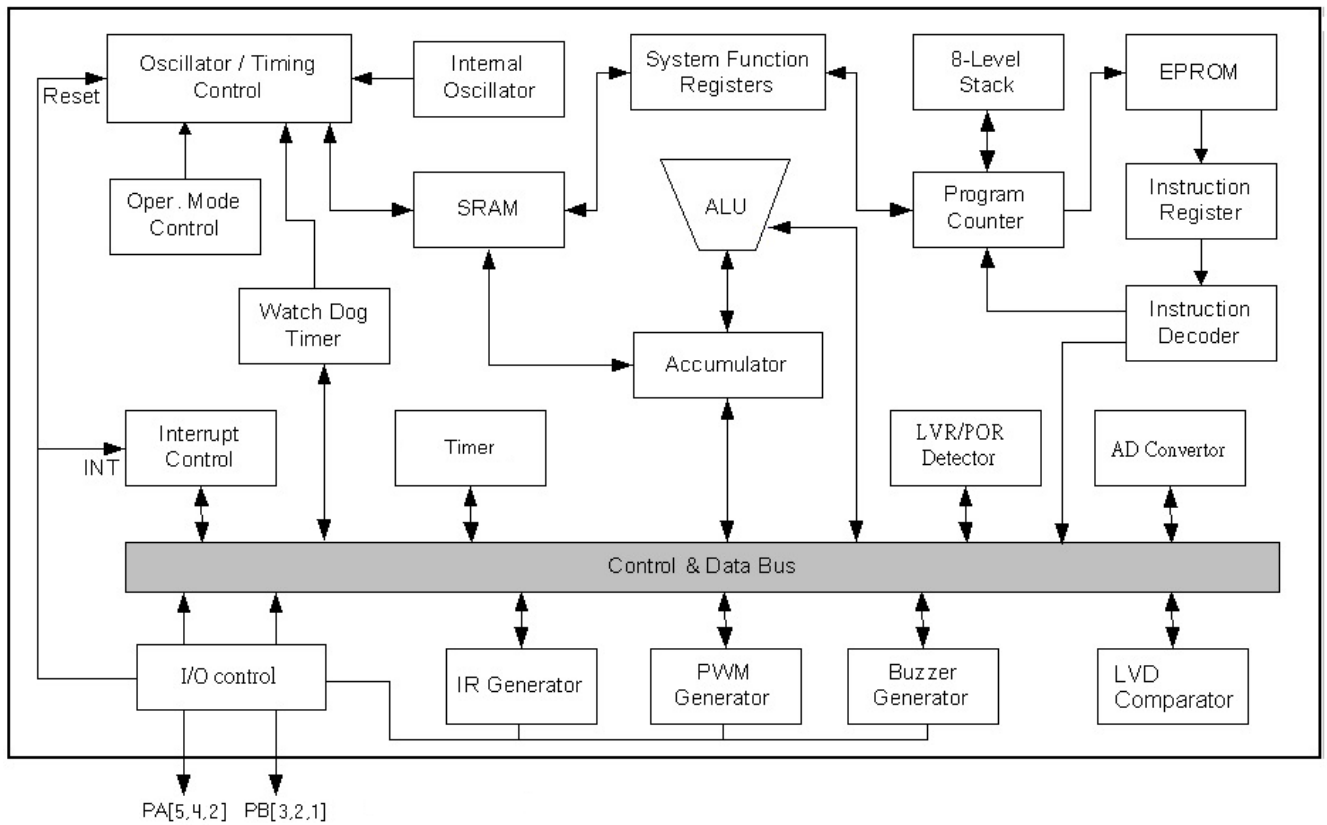 Oscillator / Timing
Control
Internal
Oscillator
System Function
Registers
8-Level
Stack
EPROM
Reset
Oper. Mode
Control
SRAM
ALU
Program
Counter
Instruction
Register
Watch Dog
Timer
Accumulator
Instruction
Decoder
Interrupt
Control
INT
Timer
LVR/POR
Detector
AD Convertor
Control & Data Bus
I/O control
IR Generator
PWM
Generator
Buzzer
Generator
LVD
Comparator
PA[5,4,2] PB[3,2,1]